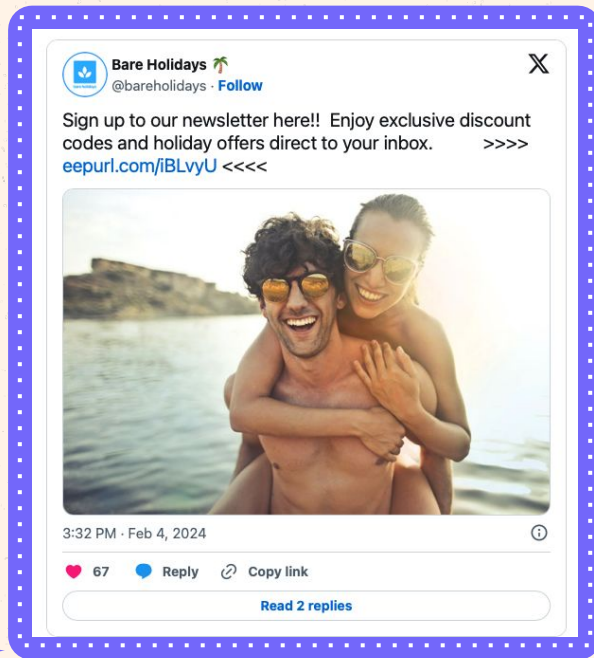 Bare Holidays 🌴
@bareholidays · Follow
Sign up to our newsletter here!! Enjoy exclusive discount
codes and holiday offers direct to your inbox. >>>>
eepurl.com/iBLvyU <<<<
3:32 PM · Feb 4, 2024
67 Reply Copy link
Read 2 replies